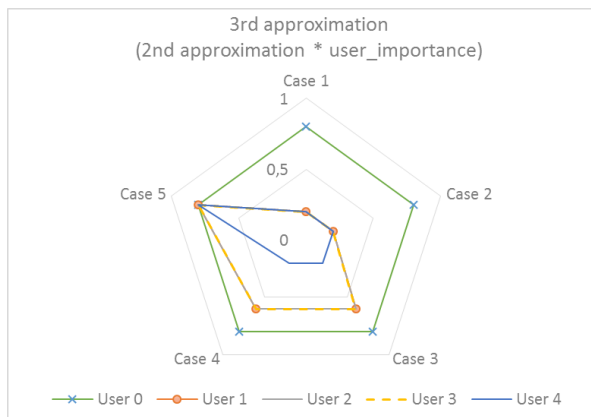 3rd approximation
(2nd approximation * user_importance)
Case 1
1
0,5
Case 5
Case 2
0
Case 4
Case 3
User 0 User 1 User 2 User 3 User 4